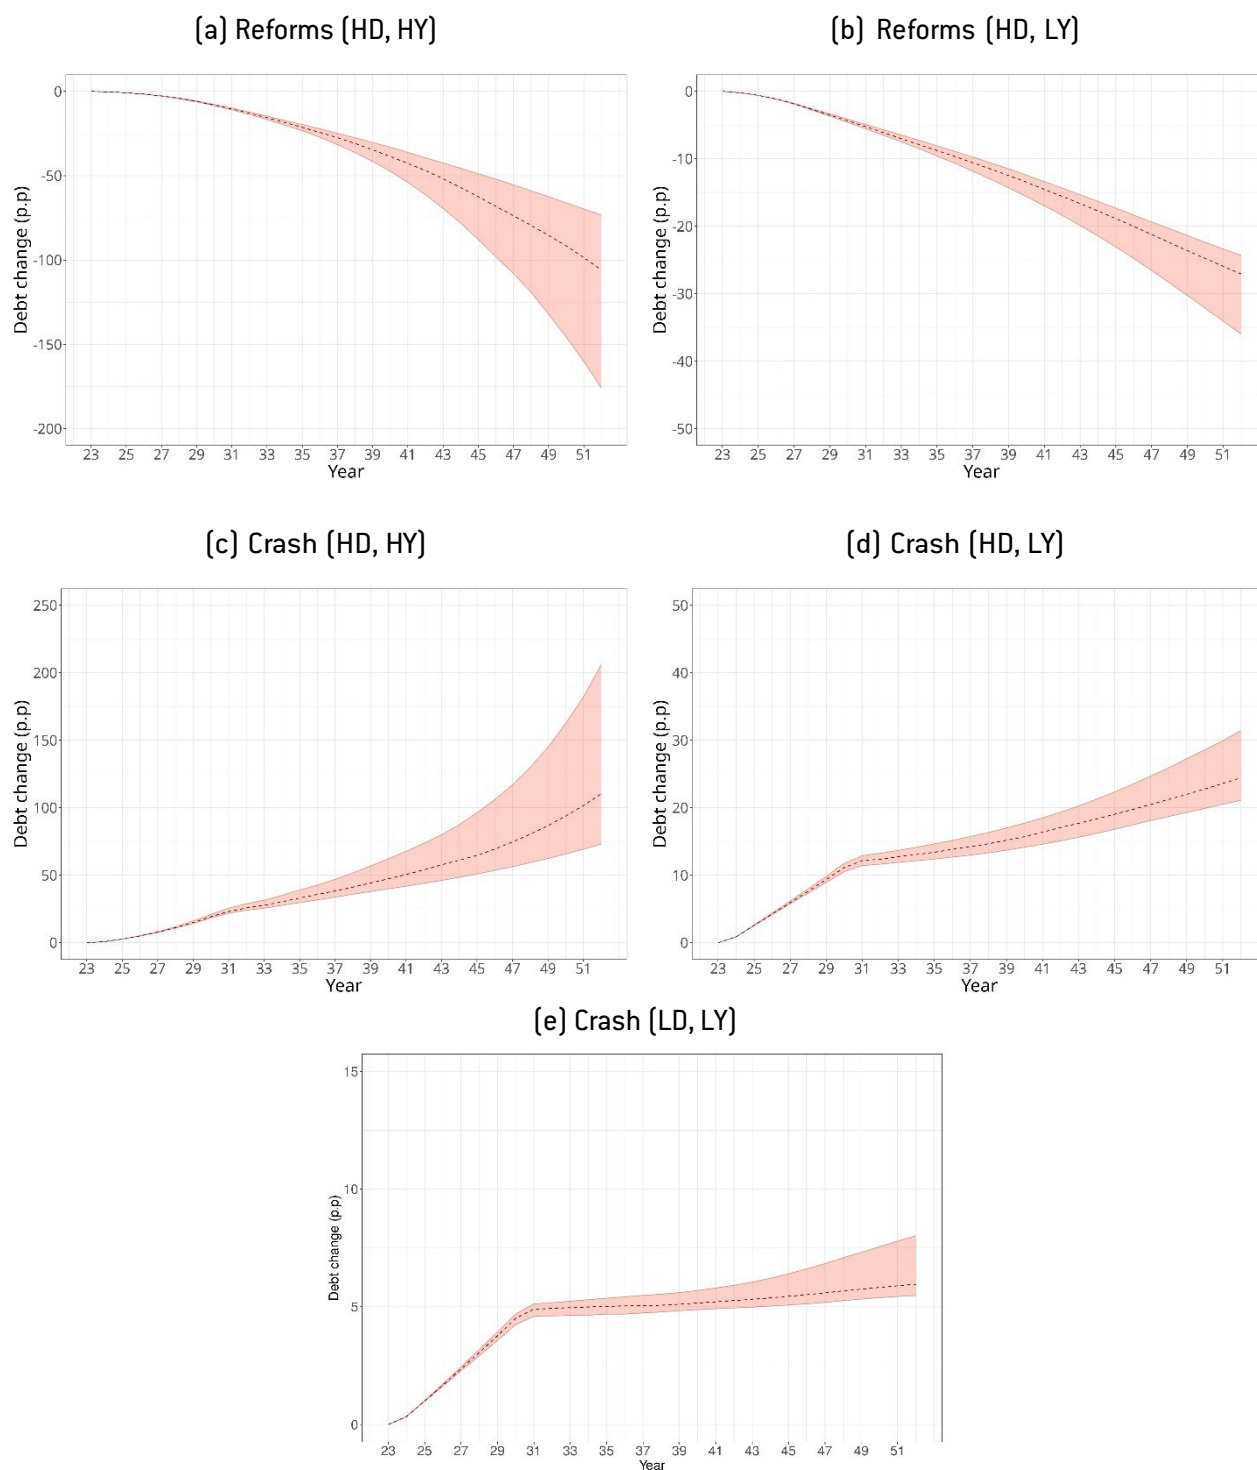 (a) Reforms (HD, HY)
0
-50
-100
-150
-200
Debt change (p.p)
23 25 27 29 31 33 35 37 39 41 43 45 47 49 51
Year
(b) Reforms (HD, LY)
0
-10
-20
-30
-40
-50
Debt change (p.p)
23 25 27 29 31 33 35 37 39 41 43 45 47 49 51
Year
(c) Crash (HD, HY)
250
200
150
100
50
0
Debt change (p.p)
23 25 27 29 31 33 35 37 39 41 43 45 47 49 51
Year
(d) Crash (HD, LY)
50
40
30
20
10
0
Debt change (p.p)
23 25 27 29 31 33 35 37 39 41 43 45 47 49 51
Year
(e) Crash (LD, LY)
15
10
5
0
Debt change (p.p)
23 25 27 29 31 33 35 37 39 41 43 45 47 49 51
Year